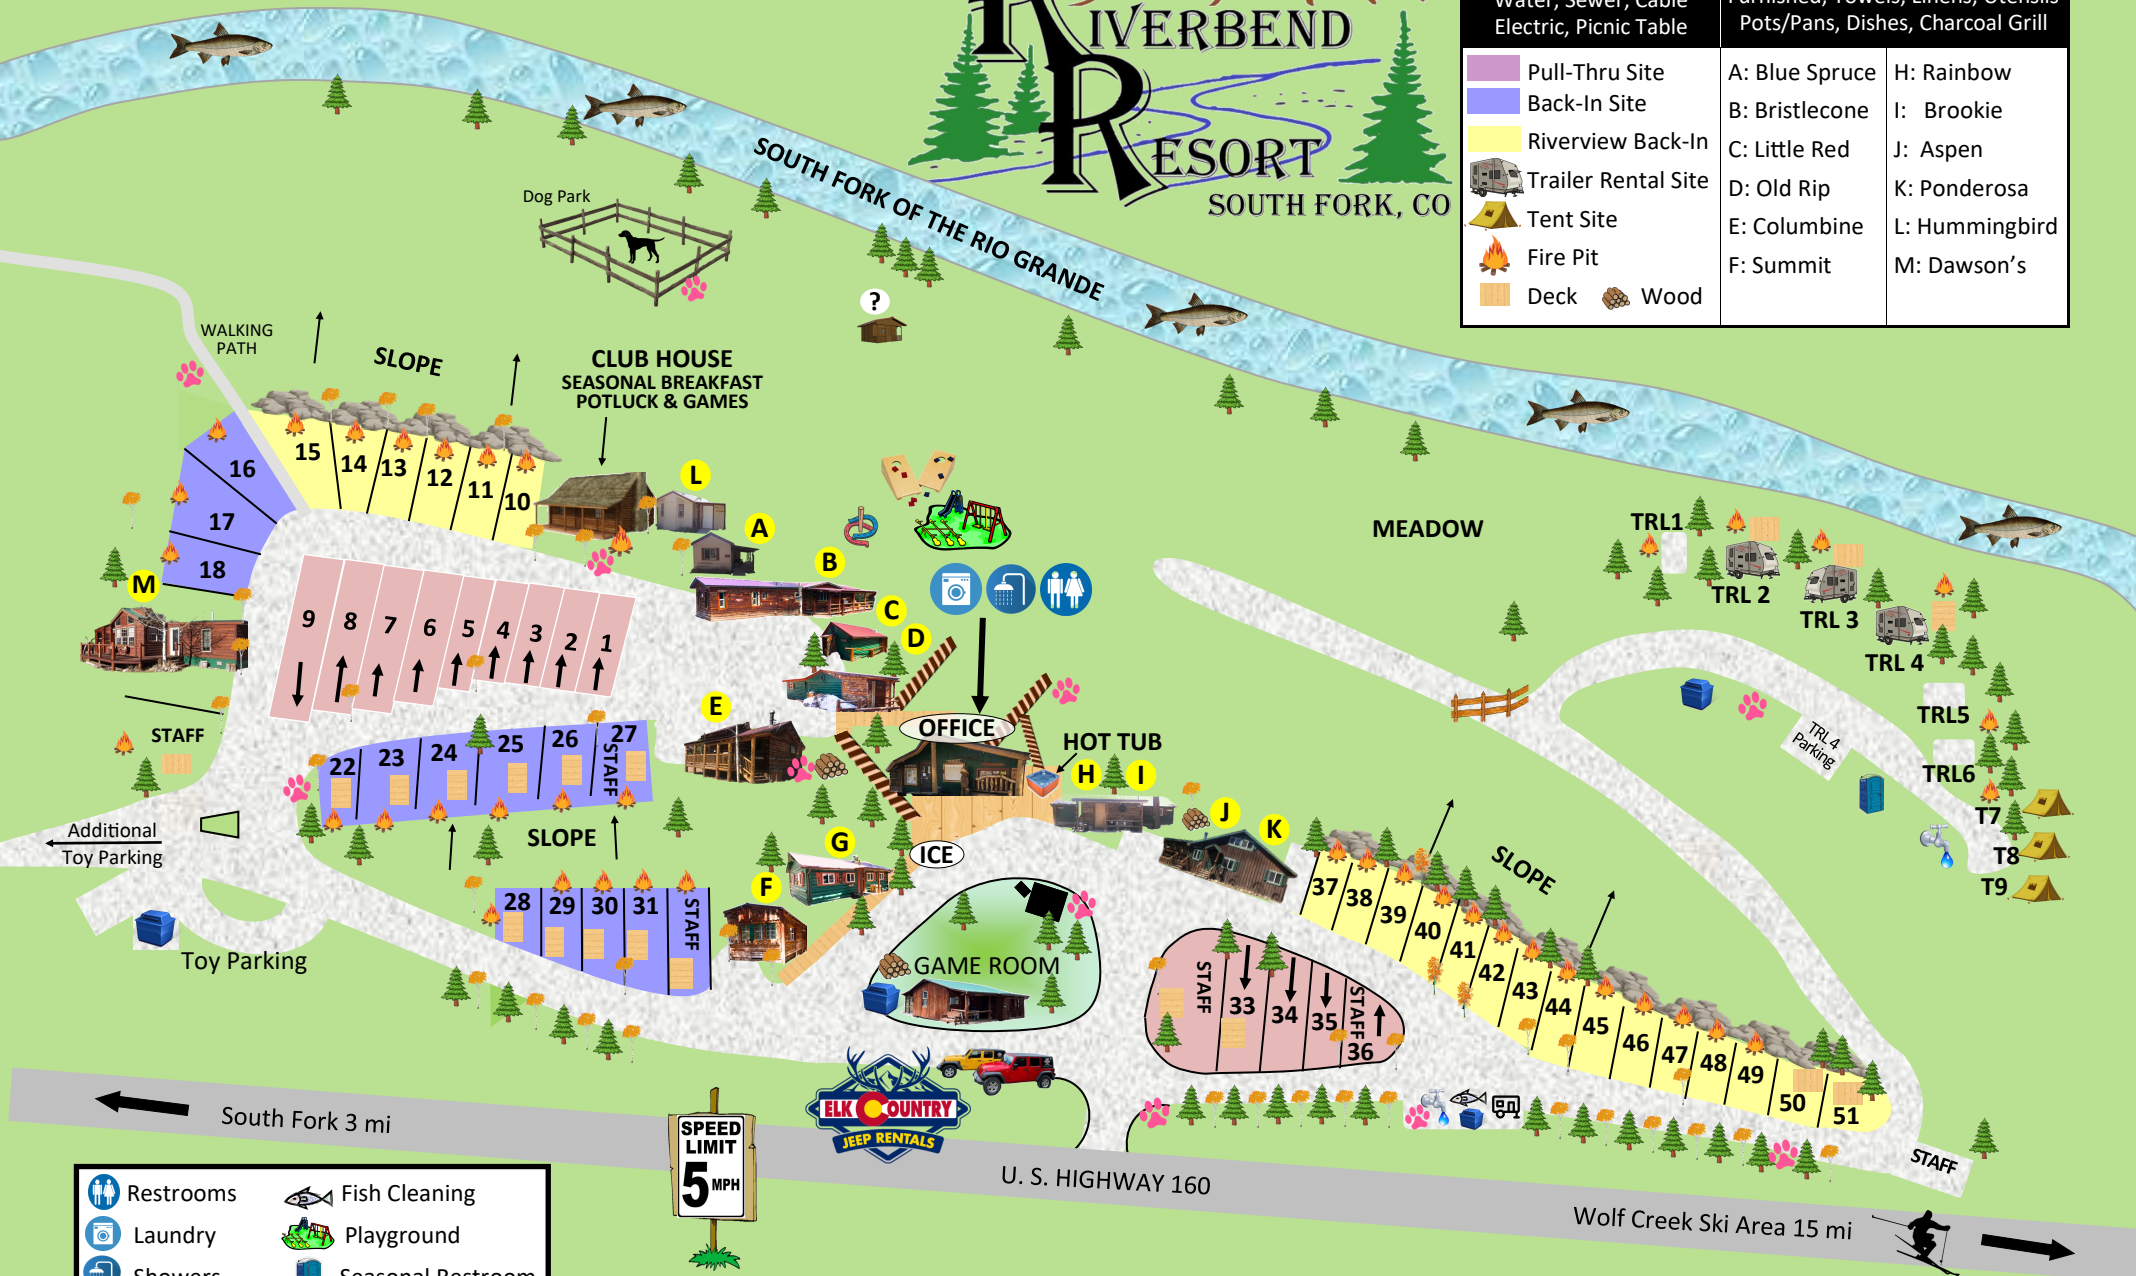 RIVERBEND
RESORT
SOUTH FORK, CO
Water, Sewer, Cable
Electric, Picnic Table
Furnished, Towels, Linens, Utensils
Pots/Pans, Dishes, Charcoal Grill
Pull-Thru Site
Back-In Site
Riverview Back-In
Trailer Rental Site
Tent Site
Fire Pit
Deck
Wood
A: Blue Spruce
B: Bristlecone
C: Little Red
D: Old Rip
E: Columbine
F: Summit
H: Rainbow
I: Brookie
J: Aspen
K: Ponderosa
L: Hummingbird
M: Dawson's
SOUTH FORK OF THE RIO GRANDE
Dog Park
?
WALKING
PATH
SLOPE
CLUB HOUSE
SEASONAL BREAKFAST
POTLUCK & GAMES
15
14
13
12
11
10
16
17
18
L
A
B
C
D
M
E
9
8
7
6
5
4
3
2
1
STAFF
22
23
24
25
26
27
STAFF
SLOPE
Additional
Toy Parking
Toy Parking
28
29
30
31
STAFF
F
G
OFFICE
HOT TUB
H
I
J
K
ICE
GAME ROOM
MEADOW
TRL1
TRL 2
TRL 3
TRL 4
TRL5
TRL6
TRL 4
Parking
T7
T8
T9
SLOPE
37
38
39
40
41
42
43
44
45
46
47
48
49
50
51
STAFF
33
34
35
STAFF
36
STAFF
ELK COUNTRY
JEEP RENTALS
SPEED
LIMIT
5 MPH
South Fork 3 mi
U. S. HIGHWAY 160
Wolf Creek Ski Area 15 mi
Restrooms
Fish Cleaning
Laundry
Playground
Showers
Seasonal Restroom